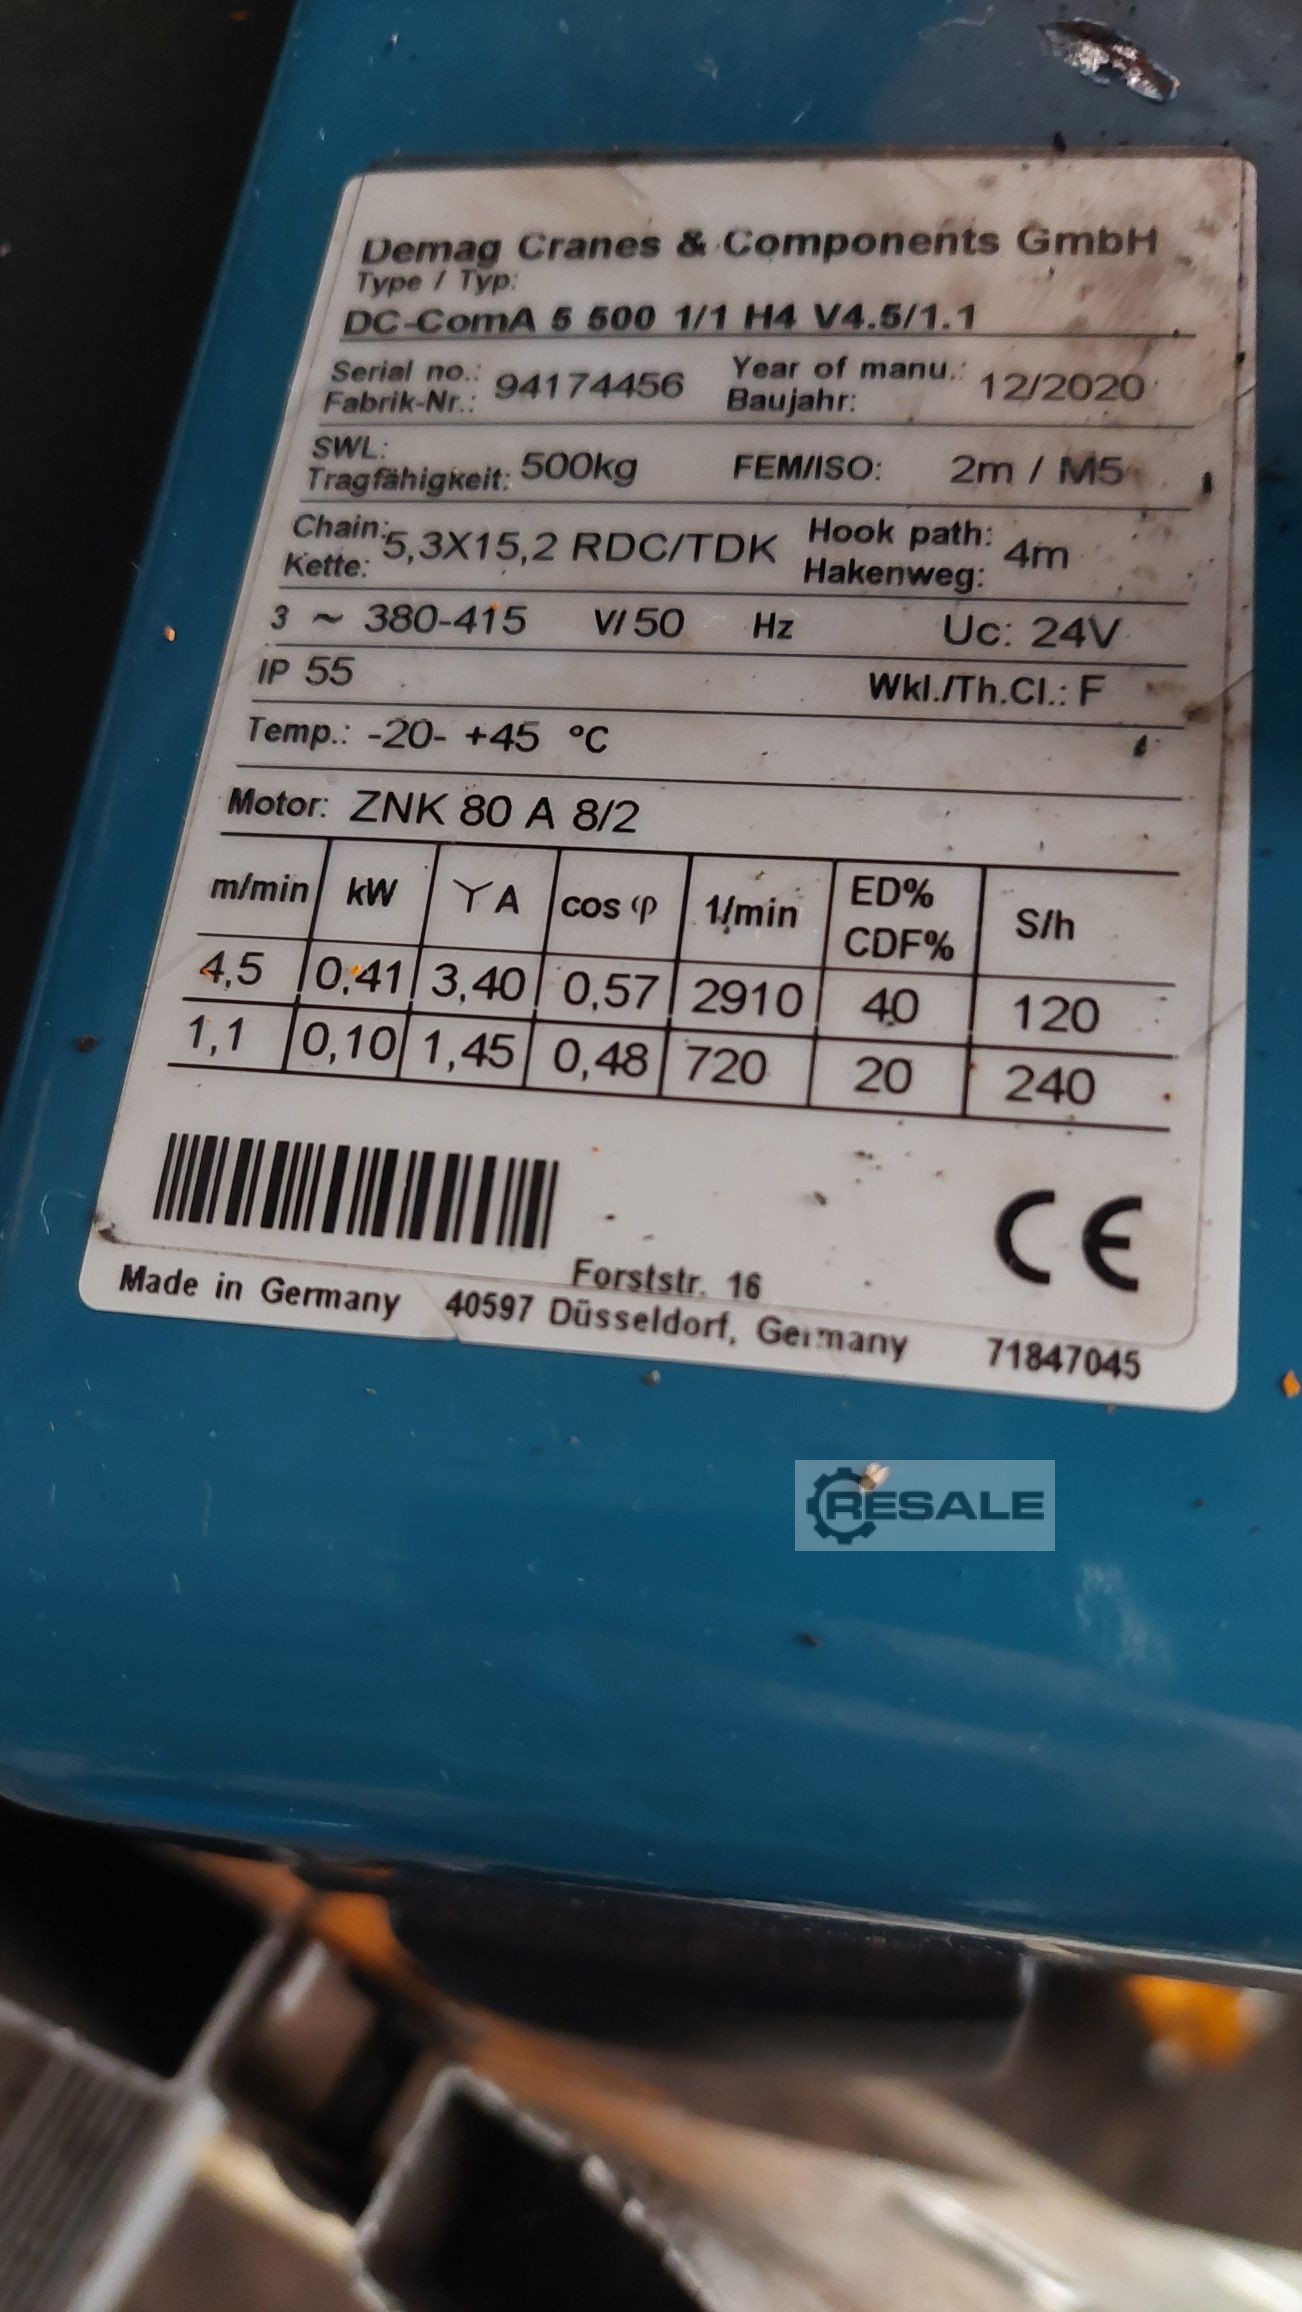 Demag Cranes & Components GmbH
Type / Typ:
DC-ComA 5 500 1/1 H4 V4.5/1.1
Serial no.: Year of manu.:
Fabrik-Nr.: 94174456 Baujahr: 12/2020
SWL:
Tragfähigkeit: 500kg FEM/ISO: 2m / M5
Chain: Hook path:
Kette: 5,3X15,2 RDC/TDK Hakenweg: 4m
3 ~ 380-415 V/ 50 Hz Uc: 24V
IP 55 Wkl./Th.Cl.: F
Temp.: -20- +45 °C
Motor: ZNK 80 A 8/2
m/min kW Y A cos φ 1/min ED% CDF% S/h
4,5 0,41 3,40 0,57 2910 40 120
1,1 0,10 1,45 0,48 720 20 240
CE
Forststr. 16
Made in Germany 40597 Düsseldorf, Germany 71847045
RESALE